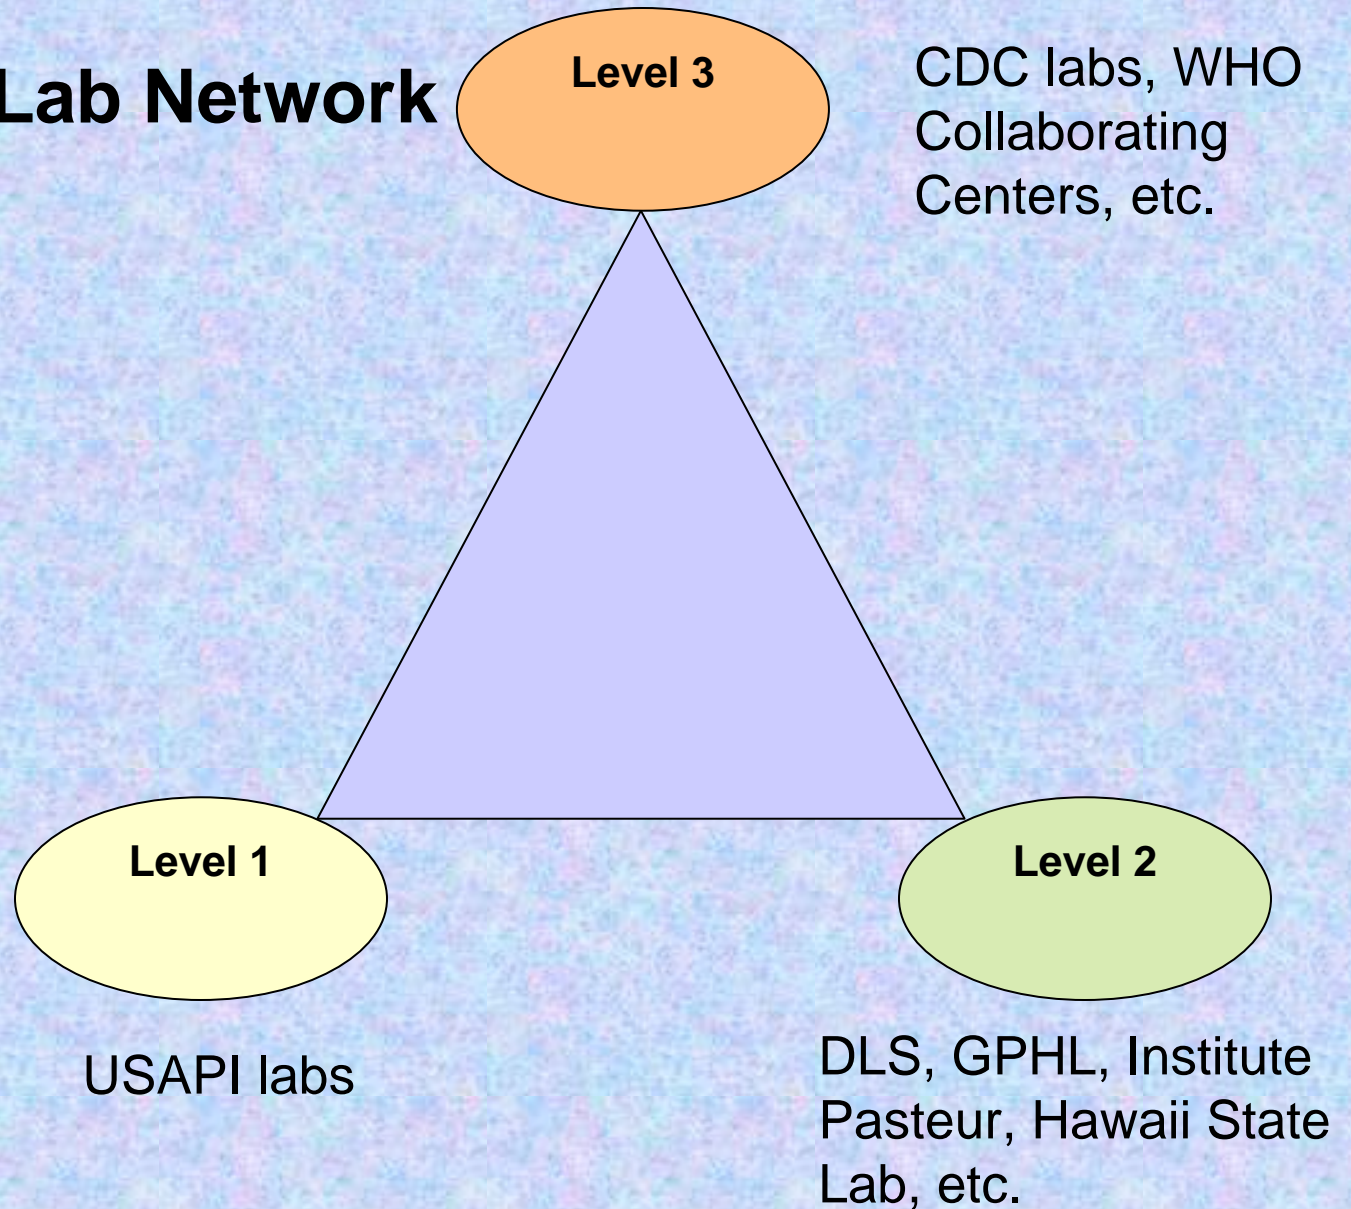 Lab Network
Level 3
CDC labs, WHO
Collaborating
Centers, etc.
Level 1
Level 2
USAPI labs
DLS, GPHL, Institute
Pasteur, Hawaii State
Lab, etc.